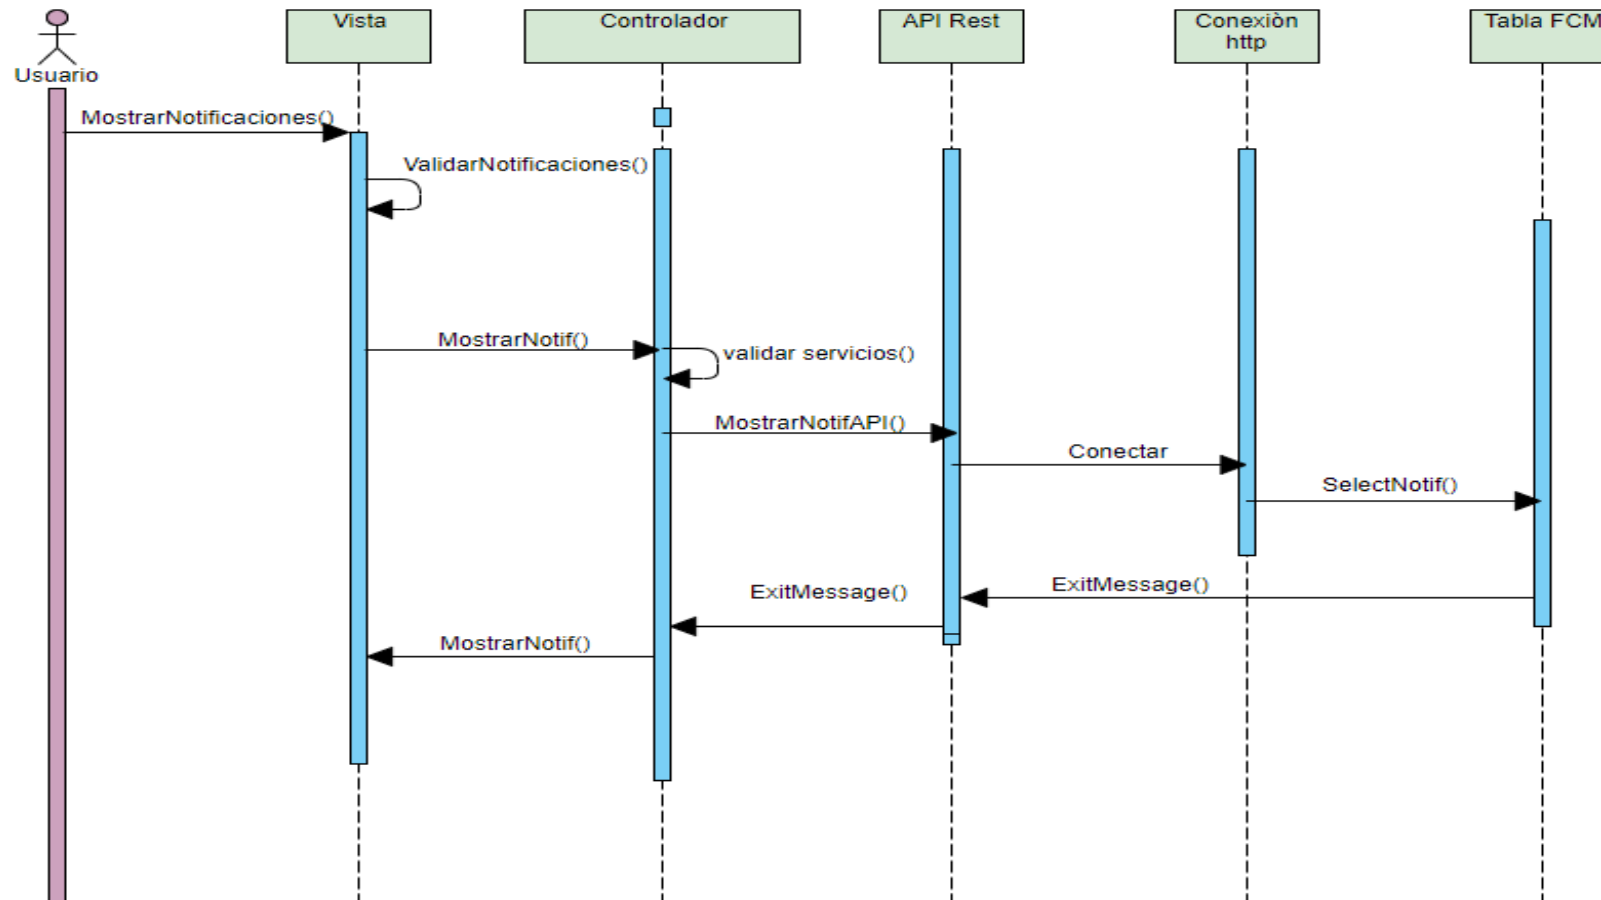 Vista
Controlador
API Rest
Conexiòn
http
Tabla FCM
Usuario
MostrarNotificaciones()
ValidarNotificaciones()
MostrarNotif()
validar servicios()
MostrarNotifAPI()
Conectar
SelectNotif()
ExitMessage()
ExitMessage()
MostrarNotif()